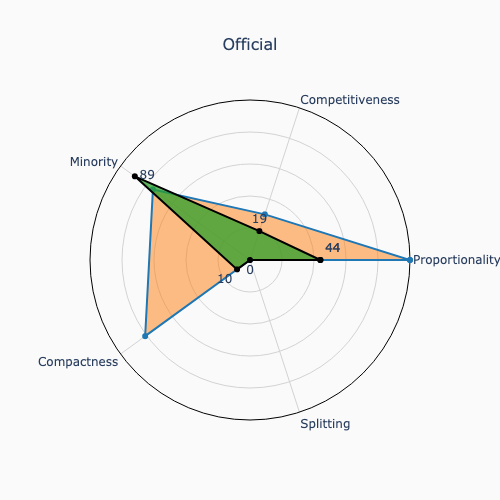 Official
Competitiveness
Minority
89
19
44
Proportionality
0
10
Compactness
Splitting